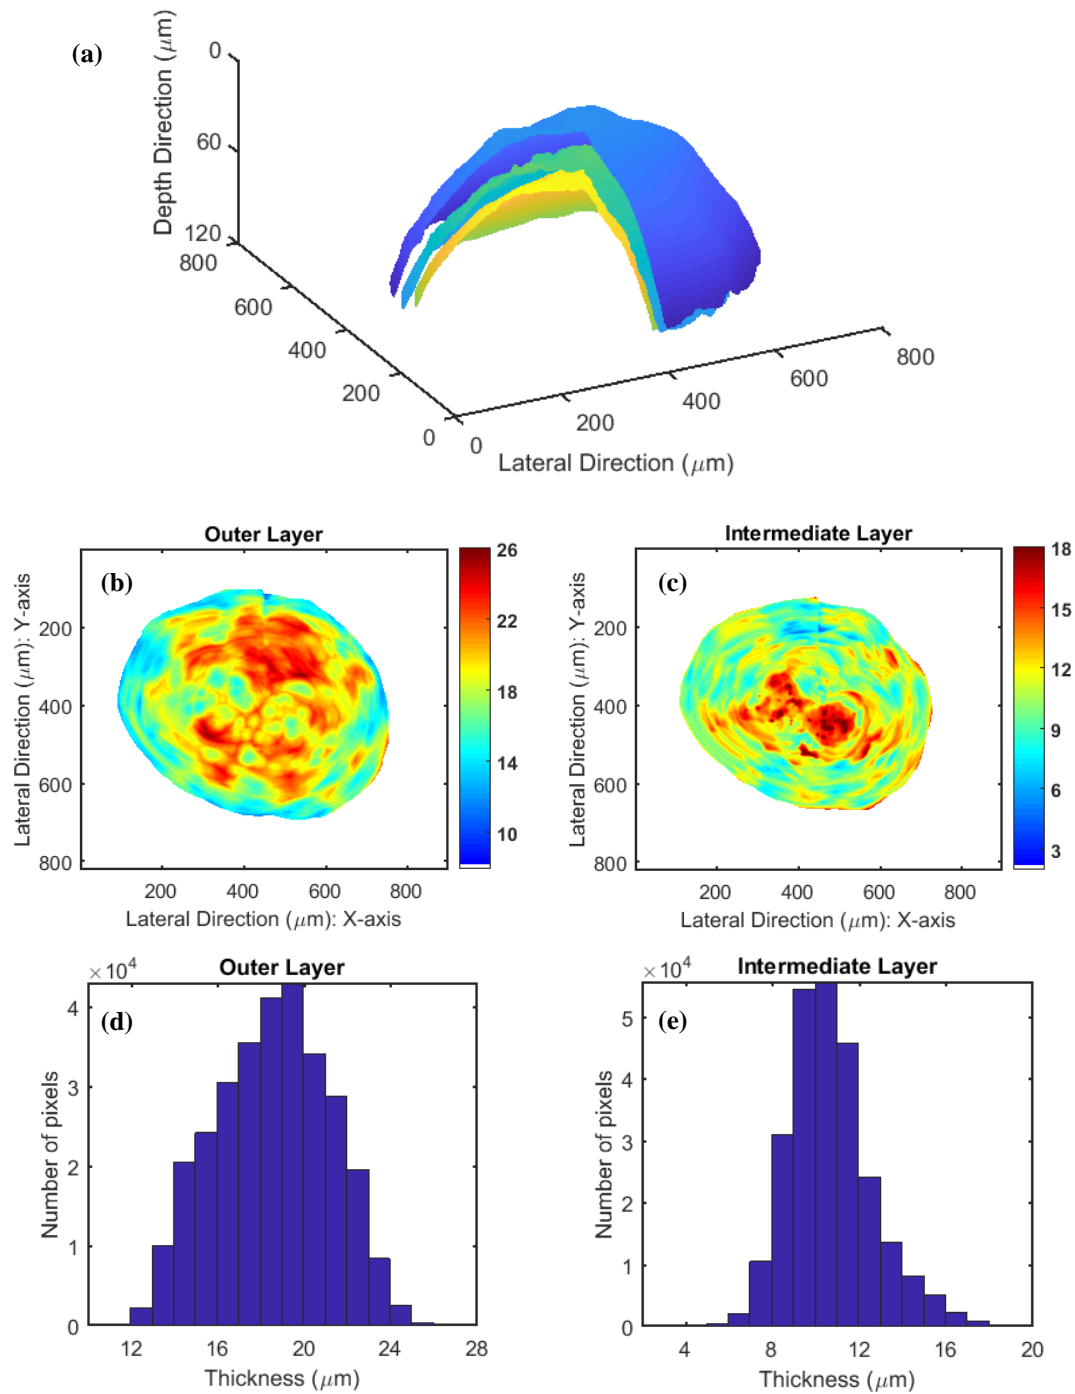 (a)
Depth Direction (μm)
0
60
120
800
600
400
200
0
0
200
400
600
800
Lateral Direction (μm)
Outer Layer
(b)
Lateral Direction (μm): Y-axis
200
400
600
800
200 400 600 800
Lateral Direction (μm): X-axis
26
22
18
14
10
Intermediate Layer
(c)
Lateral Direction (μm): Y-axis
200
400
600
800
200 400 600 800
Lateral Direction (μm): X-axis
18
15
12
9
6
3
×10⁴
Outer Layer
(d)
Number of pixels
4
3
2
1
0
12 16 20 24 28
Thickness (μm)
×10⁴
Intermediate Layer
(e)
Number of pixels
5
4
3
2
1
0
4 8 12 16 20
Thickness (μm)